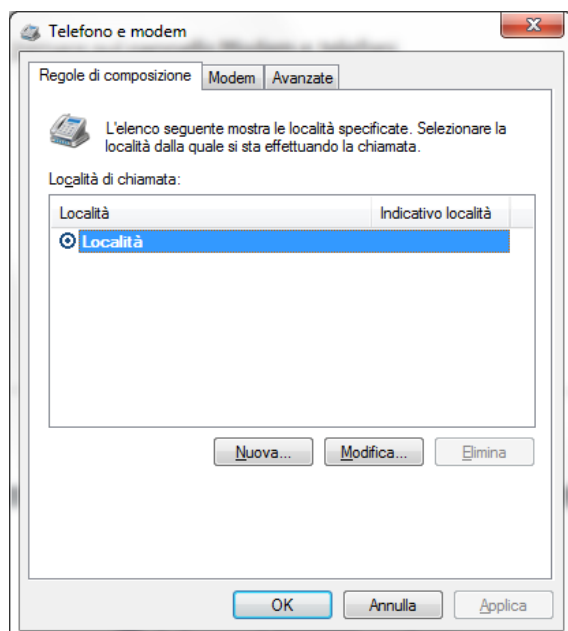 Telefono e modem
Regole di composizione Modem Avanzate
L'elenco seguente mostra le località specificate. Selezionare la
località dalla quale si sta effettuando la chiamata.
Località di chiamata:
Località Indicativo località
Località
Nuova... Modifica... Elimina
OK Annulla Applica